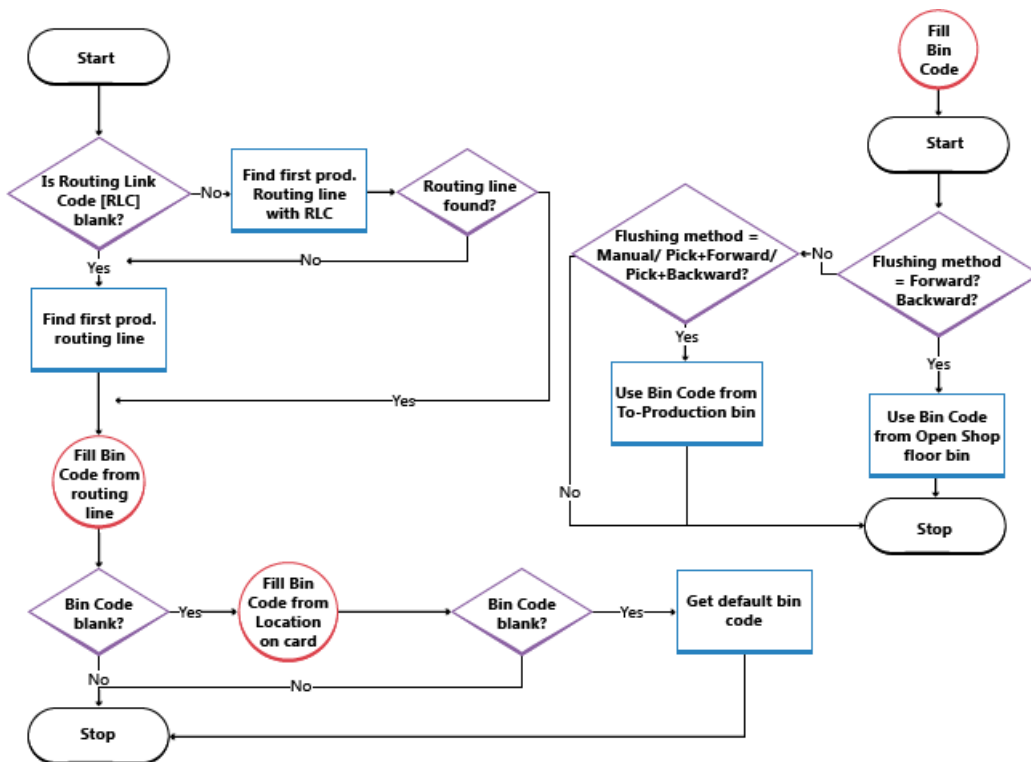 Start
Is Routing Link
Code [RLC]
blank?
No
Find first prod.
Routing line
with RLC
Routing line
found?
No
Yes
Find first prod.
routing line
Yes
Fill Bin
Code from
routing
line
Bin Code
blank?
Yes
Fill Bin
Code from
Location
on card
Bin Code
blank?
Yes
Get default bin
code
No
No
Stop
Fill
Bin
Code
Start
Flushing method
= Forward?
Backward?
No
Flushing method =
Manual/ Pick+Forward/
Pick+Backward?
Yes
Use Bin Code from
To-Production bin
Yes
Use Bin Code
from Open Shop
floor bin
No
Stop